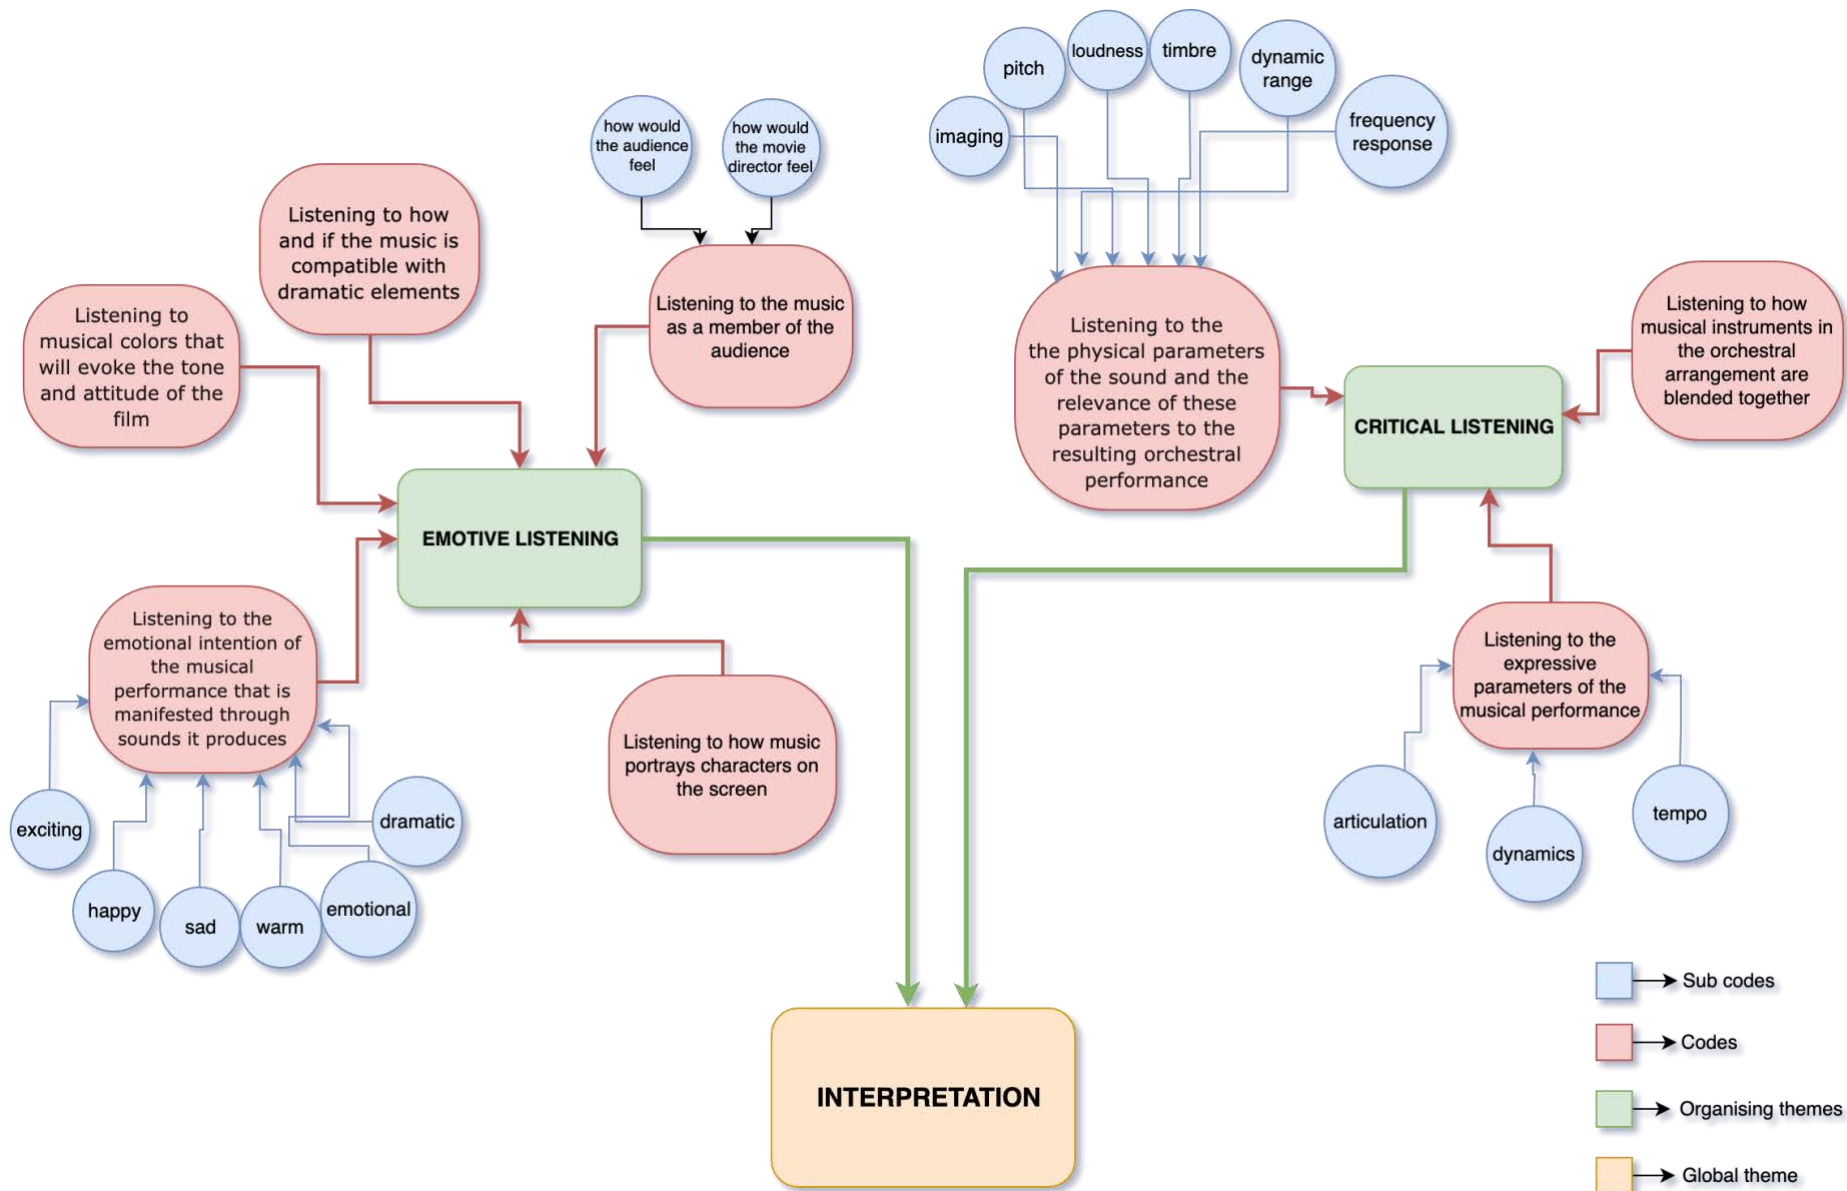 pitch
loudness
timbre
dynamic
range
imaging
frequency
response
how would
the audience
feel
how would
the movie
director feel
Listening to how
and if the music is
compatible with
dramatic elements
Listening to
musical colors that
will evoke the tone
and attitude of the
film
Listening to the music
as a member of the
audience
Listening to the
the physical parameters
of the sound and the
relevance of these
parameters to the
resulting orchestral
performance
Listening to how
musical instruments in
the orchestral
arrangement are
blended together
CRITICAL LISTENING
EMOTIVE LISTENING
Listening to the
emotional intention of
the musical
performance that is
manifested through
sounds it produces
Listening to how music
portrays characters on
the screen
Listening to the
expressive
parameters of the
musical performance
exciting
happy
sad
warm
emotional
dramatic
articulation
dynamics
tempo
INTERPRETATION
Sub codes
Codes
Organising themes
Global theme